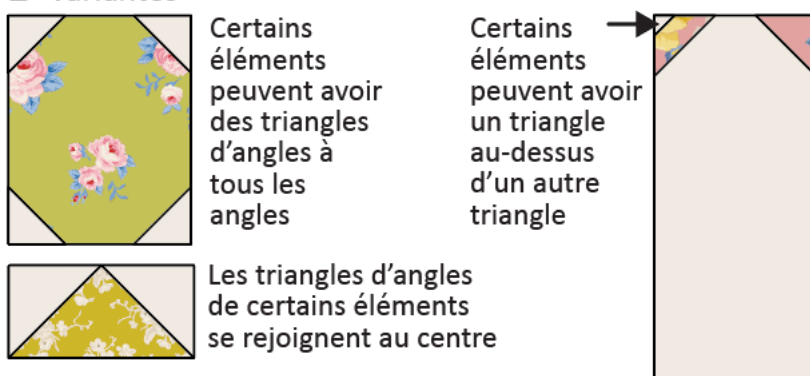 Certains
éléments
peuvent avoir
des triangles
d'angles à
tous les
angles
Certains
éléments
peuvent avoir
un triangle
au-dessus
d'un autre
triangle
Les triangles d'angles
de certains éléments
se rejoignent au centre